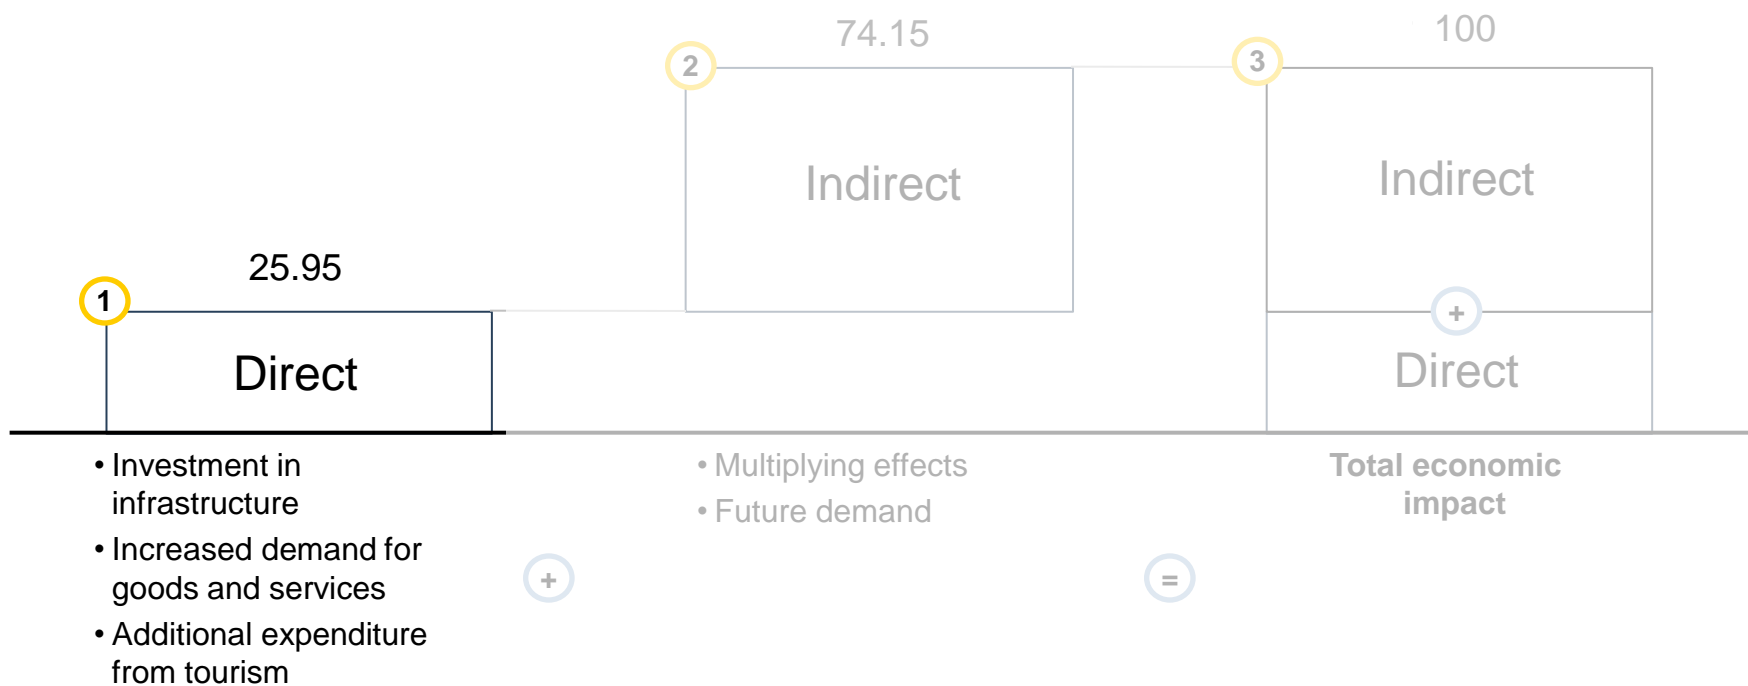 74.15
100
2
3
Indirect
Indirect
25.95
1
+
Direct
Direct
• Investment in
infrastructure
• Increased demand for
goods and services
• Additional expenditure
from tourism
+
• Multiplying effects
• Future demand
=
Total economic
impact